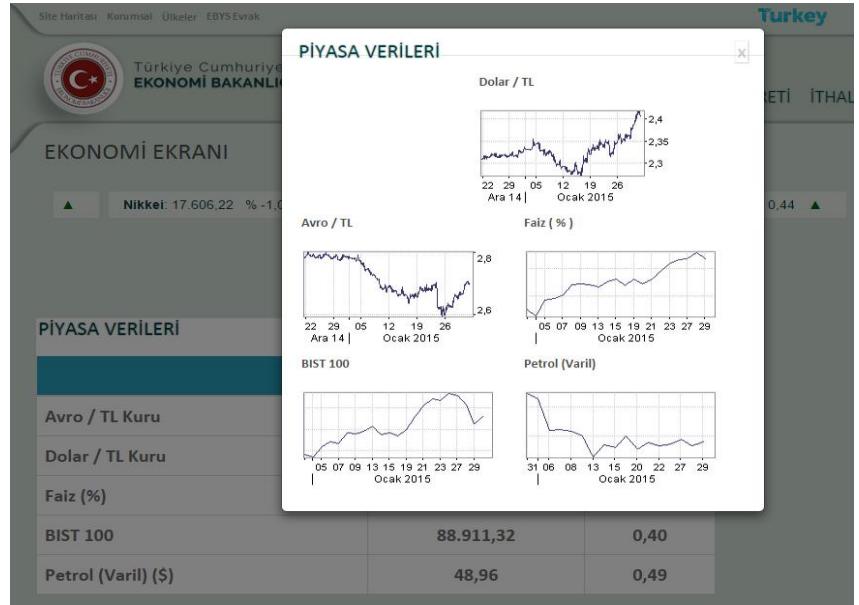 Site Haritası Kurumsal Ülkeler EBYS Evrak
Turkey
Türkiye Cumhuriye
EKONOMİ BAKANLIĞ
RETİ İTHAL
EKONOMİ EKRANI
▲ Nikkei: 17.606,22 % -1,0
0,44 ▲
PİYASA VERİLERİ
x
Dolar / TL
2,4
2,35
2,3
22 29 05 12 19 26
Ara 14 Ocak 2015
Avro / TL
2,8
2,6
22 29 05 12 19 26
Ara 14 Ocak 2015
Faiz ( % )
05 07 09 13 15 19 21 23 27 29
Ocak 2015
BIST 100
05 07 09 13 15 19 21 23 27 29
Ocak 2015
Petrol (Varil)
31 06 08 13 15 20 22 27 29
Ocak 2015
PİYASA VERİLERİ
Avro / TL Kuru
Dolar / TL Kuru
Faiz (%)
BIST 100 88.911,32 0,40
Petrol (Varil) ($) 48,96 0,49